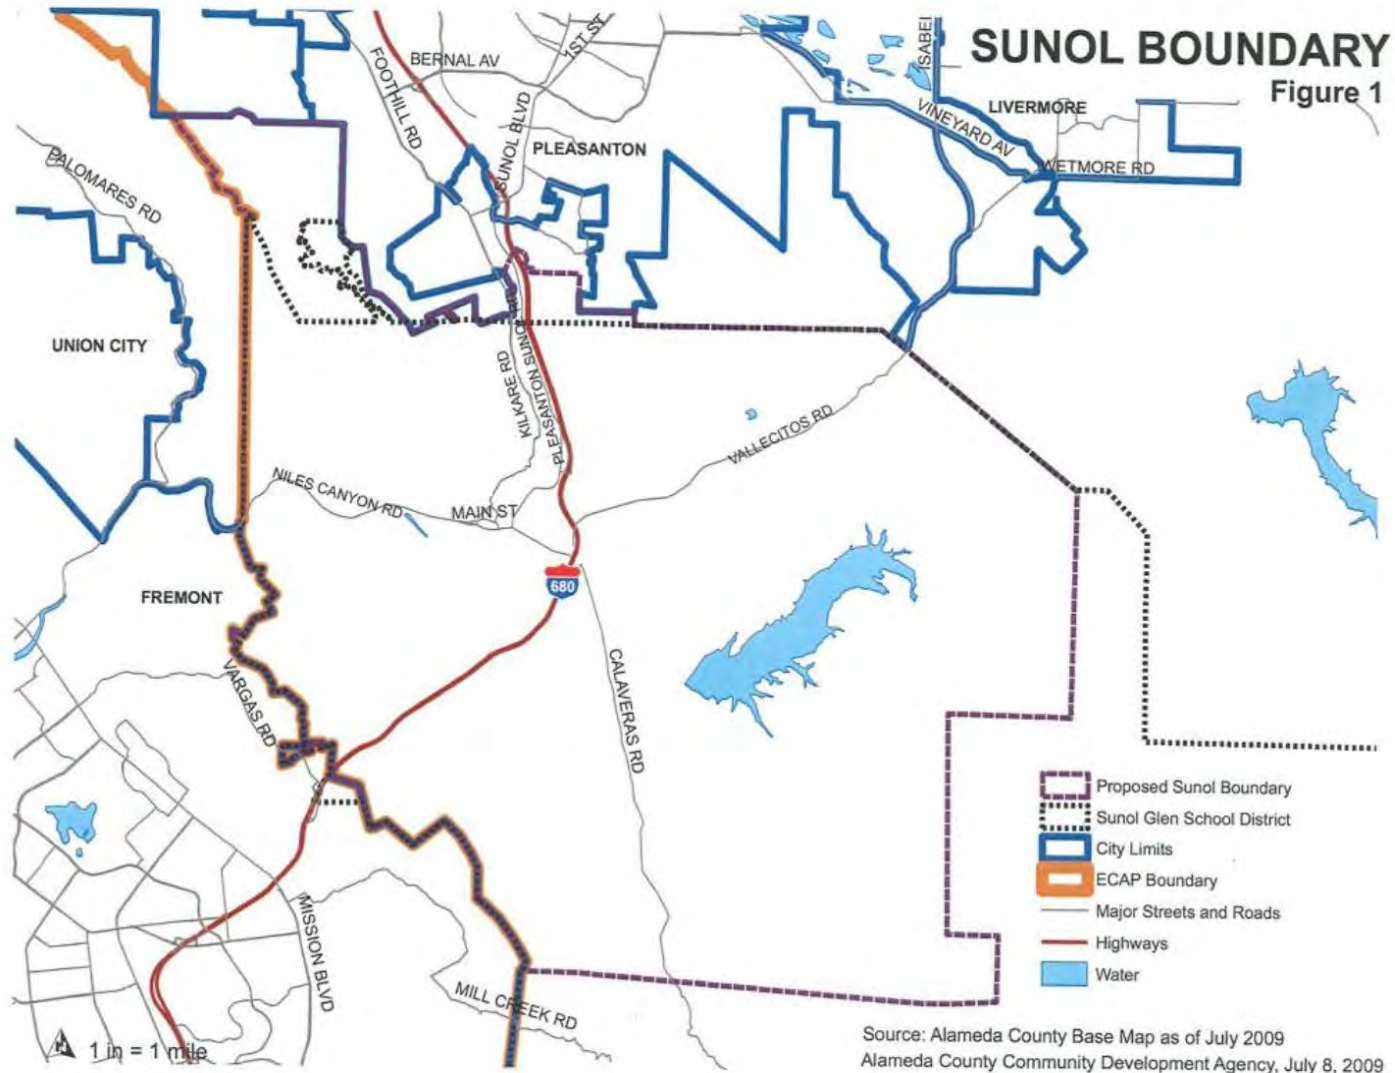 SUNOL BOUNDARY
Figure 1
ISABEL
1ST ST
BERNAL AV
FOOTHILL RD
SUNOL BLVD
PLEASANTON
LIVERMORE
VINEYARD AV
WETMORE RD
PALOMARES RD
UNION CITY
KILKARE RD
PLEASANTON SUNOL
VALLECITOS RD
NILES CANYON RD
MAIN ST
680
FREMONT
VARGAS RD
CALAVERAS RD
MISSION BLVD
MILL CREEK RD
Proposed Sunol Boundary
Sunol Glen School District
City Limits
ECAP Boundary
Major Streets and Roads
Highways
Water
N
1 in = 1 mile
Source: Alameda County Base Map as of July 2009
Alameda County Community Development Agency, July 8, 2009